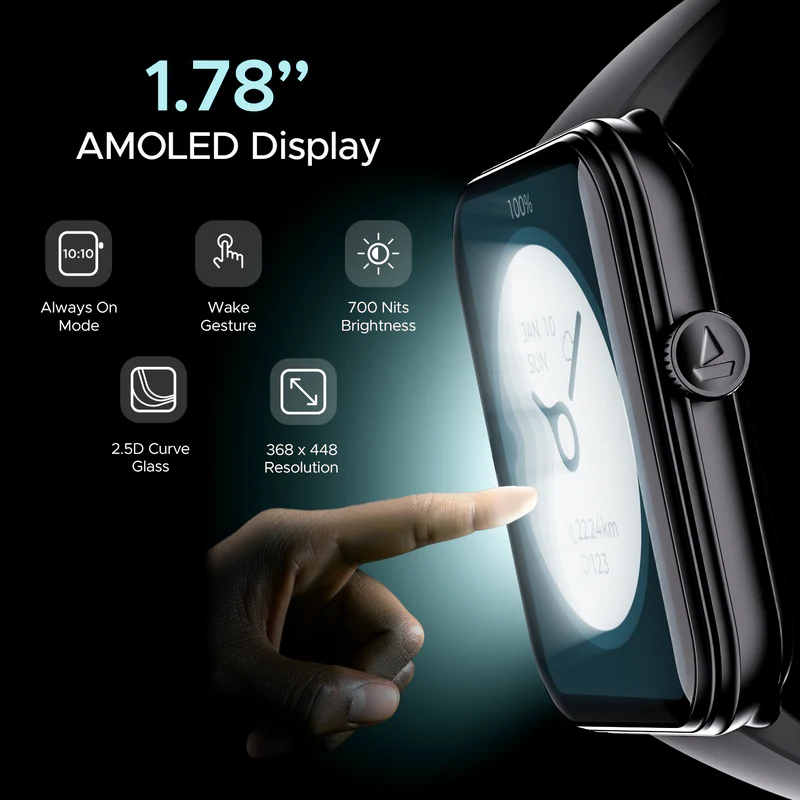 1.78”
AMOLED Display
10:10
Always On
Mode
Wake
Gesture
700 Nits
Brightness
2.5D Curve
Glass
368 x 448
Resolution
100%
JAN 10
SUN
22.24km
123